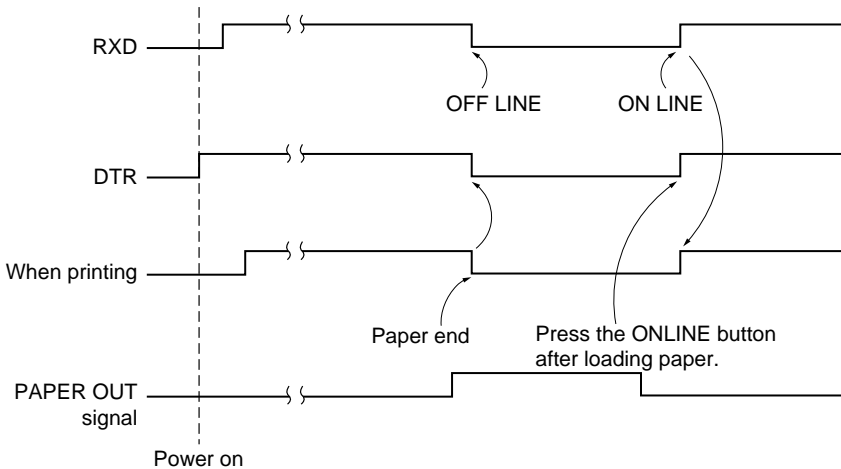 RXD
OFF LINE
ON LINE
DTR
When printing
Paper end
Press the ONLINE button
after loading paper.
PAPER OUT
signal
Power on